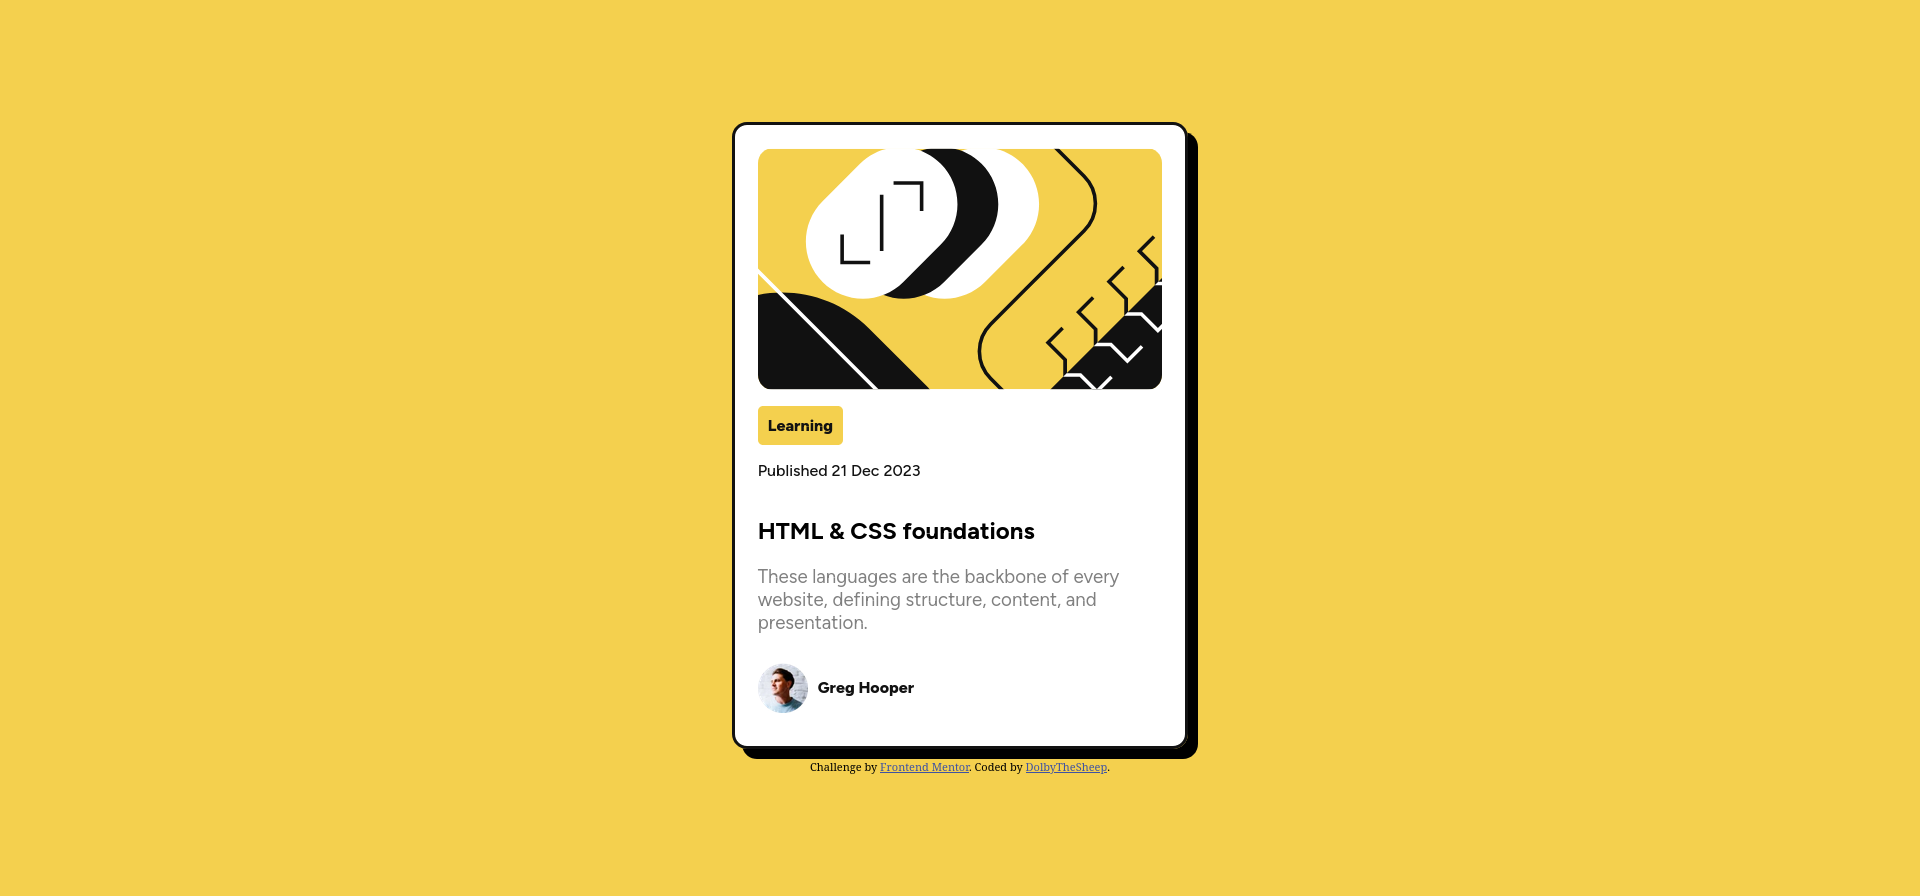 Learning
Published 21 Dec 2023
HTML & CSS foundations
These languages are the backbone of every
website, defining structure, content, and
presentation.
Greg Hooper
Challenge by Frontend Mentor. Coded by DolbyTheSheep.